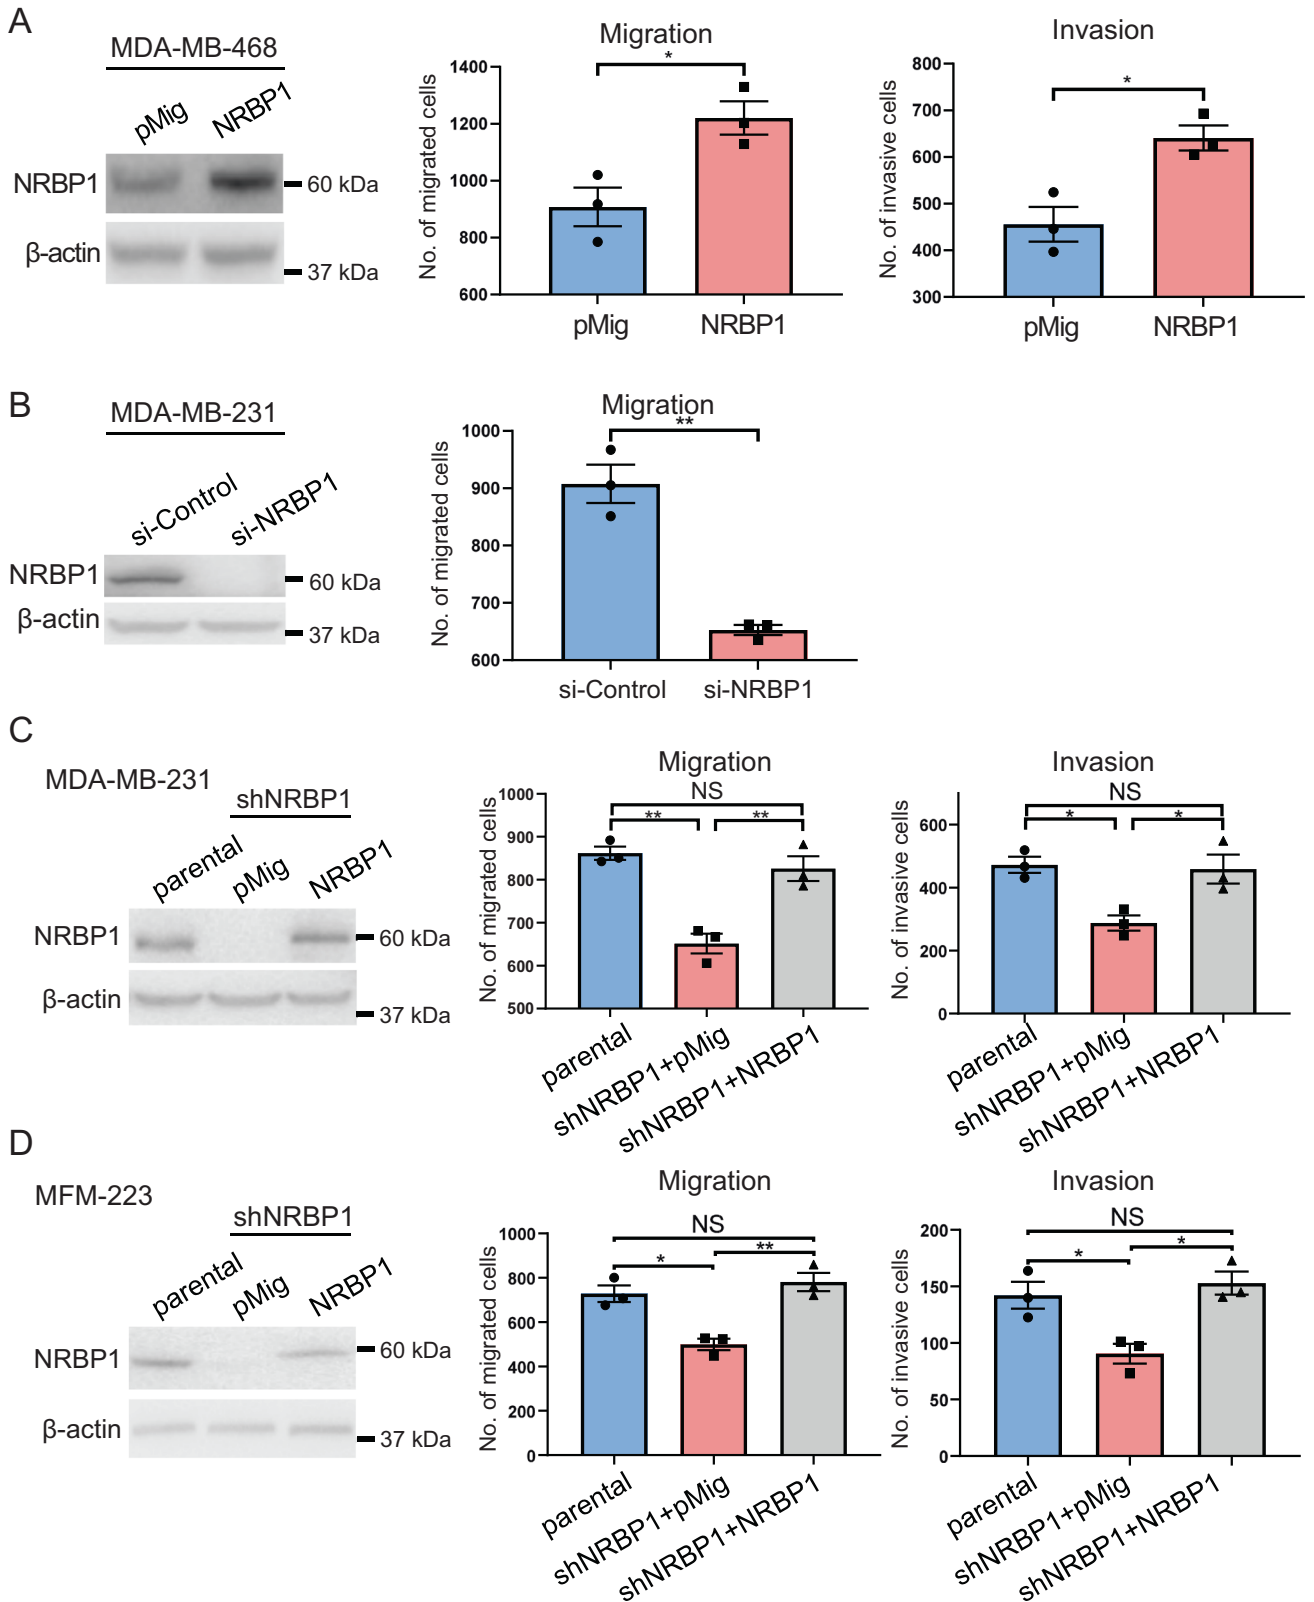 A
MDA-MB-468
pMig NRBP1
NRBP1
60 kDa
β-actin
37 kDa
Migration
*
No. of migrated cells
1400
1200
1000
800
600
pMig NRBP1
Invasion
*
No. of invasive cells
800
700
600
500
400
300
pMig NRBP1
B
MDA-MB-231
si-Control si-NRBP1
NRBP1
60 kDa
β-actin
37 kDa
Migration
**
No. of migrated cells
1000
900
800
700
600
si-Control si-NRBP1
C
MDA-MB-231
shNRBP1
parental pMig NRBP1
NRBP1
60 kDa
β-actin
37 kDa
Migration
NS
** **
No. of migrated cells
1000
900
800
700
600
500
parental shNRBP1+pMig shNRBP1+NRBP1
Invasion
NS
* *
No. of invasive cells
600
400
200
0
parental shNRBP1+pMig shNRBP1+NRBP1
D
MFM-223
shNRBP1
parental pMig NRBP1
NRBP1
60 kDa
β-actin
37 kDa
Migration
NS
* **
No. of migrated cells
1000
800
600
400
200
0
parental shNRBP1+pMig shNRBP1+NRBP1
Invasion
NS
* *
No. of invasive cells
200
150
100
50
0
parental shNRBP1+pMig shNRBP1+NRBP1